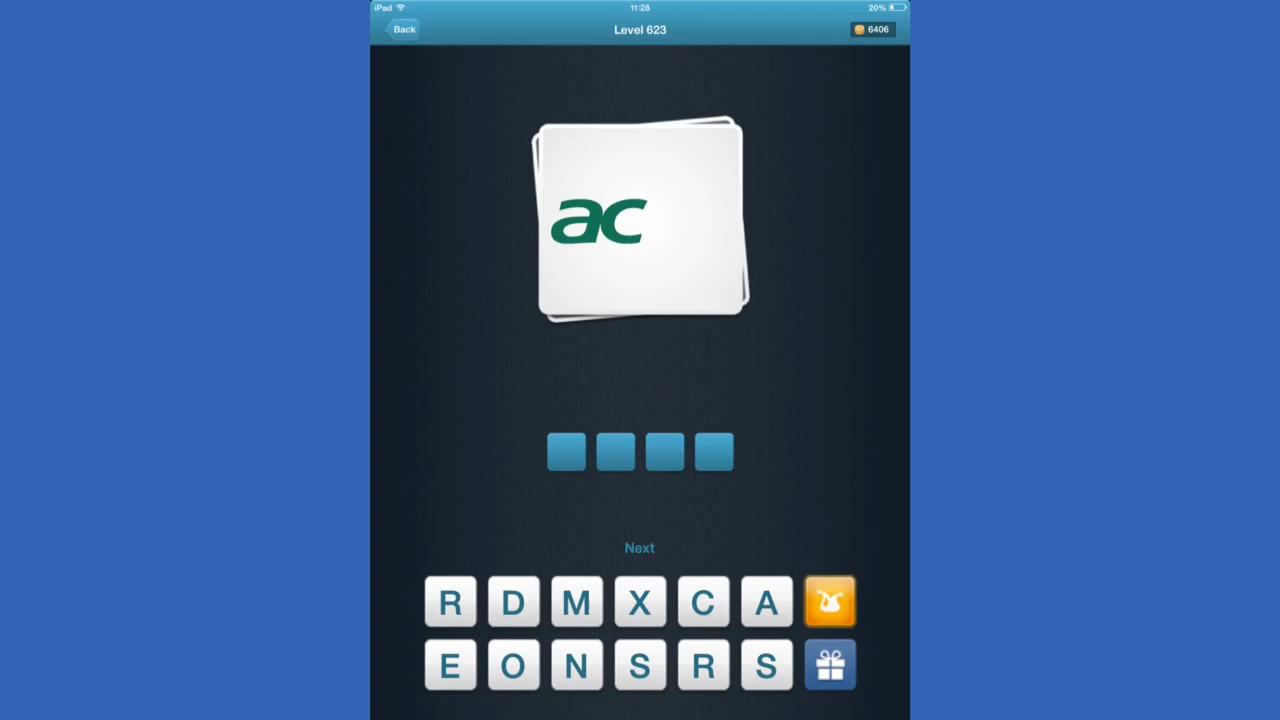 iPad 11:28 20%
Back Level 623 6406
ac
Next
R D M X C A
E O N S R S